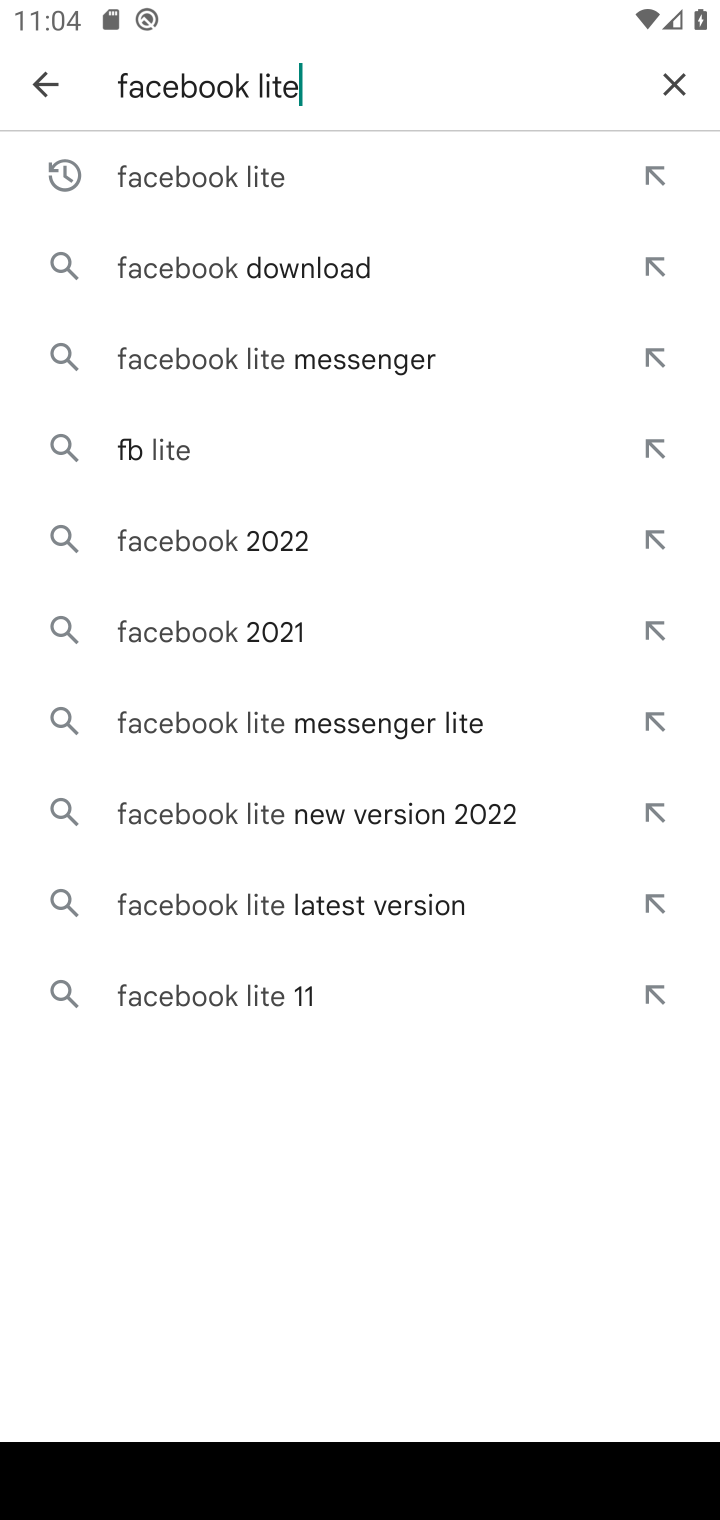 11:04
facebook lite
facebook lite
facebook download
facebook lite messenger
fb lite
facebook 2022
facebook 2021
facebook lite messenger lite
facebook lite new version 2022
facebook lite latest version
facebook lite 11